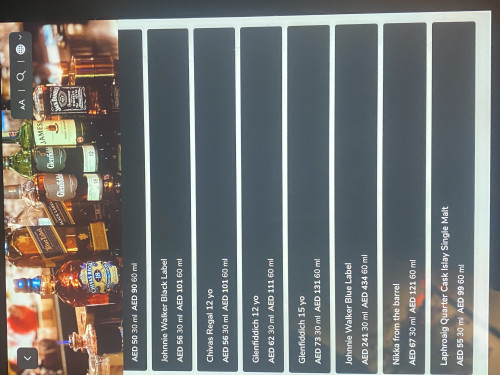 AA
AED 50 30 ml AED 90 60 ml
Johnnie Walker Black Label
AED 56 30 ml AED 101 60 ml
Chivas Regal 12 yo
AED 56 30 ml AED 101 60 ml
Glenfiddich 12 yo
AED 62 30 ml AED 111 60 ml
Glenfiddich 15 yo
AED 73 30 ml AED 131 60 ml
Johnnie Walker Blue Label
AED 241 30 ml AED 434 60 ml
Nikka from the barrel
AED 67 30 ml AED 121 60 ml
Laphroaig Quarter Cask Islay Single Malt
AED 55 30 ml AED 99 60 ml
JAMESON
Glenfiddich
Glenfiddich